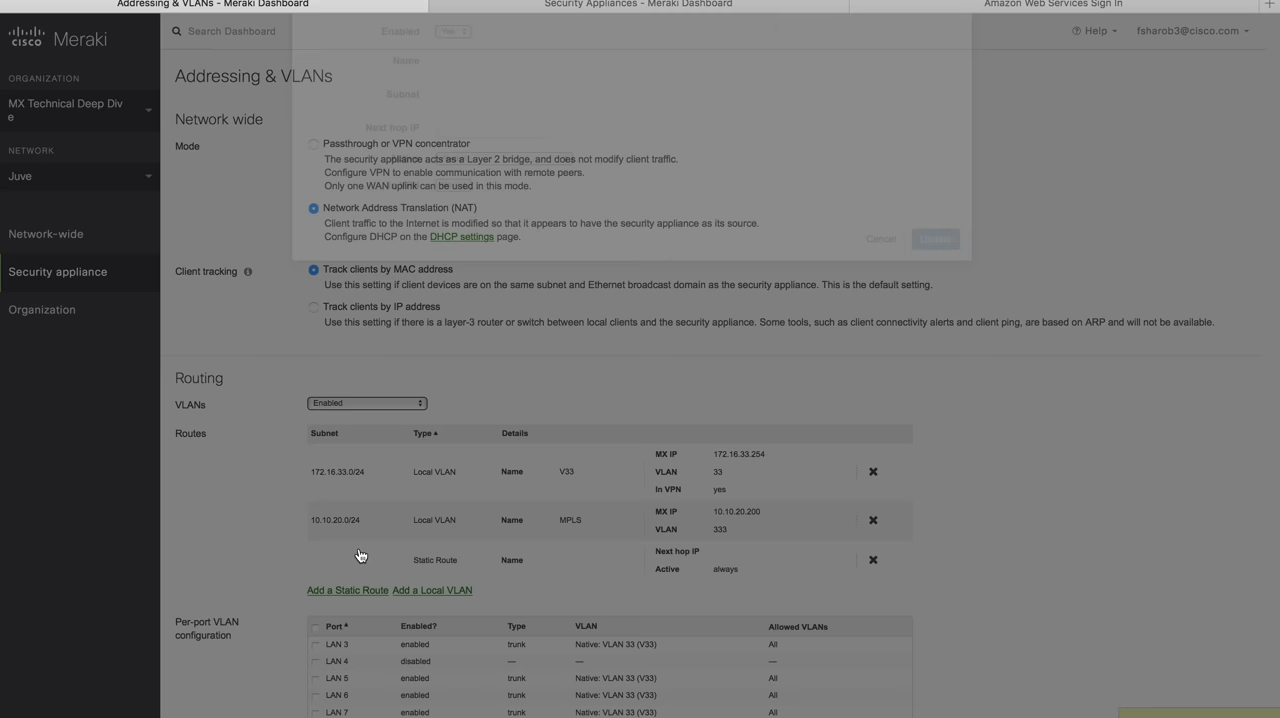 Addressing & VLANs - Meraki Dashboard
Security Appliances - Meraki Dashboard
Amazon Web Services Sign In
cisco Meraki
Search Dashboard
Help
fsharob3@cisco.com
ORGANIZATION
MX Technical Deep Div
e
NETWORK
Juve
Network-wide
Security appliance
Organization
Enabled
Name
Subnet
Next hop IP
Cancel
Addressing & VLANs
Network wide
Mode
Passthrough or VPN concentrator
The security appliance acts as a Layer 2 bridge, and does not modify client traffic.
Configure VPN to enable communication with remote peers.
Only one WAN uplink can be used in this mode.
Network Address Translation (NAT)
Client traffic to the Internet is modified so that it appears to have the security appliance as its source.
Configure DHCP on the DHCP settings page.
Client tracking
Track clients by MAC address
Use this setting if client devices are on the same subnet and Ethernet broadcast domain as the security appliance. This is the default setting.
Track clients by IP address
Use this setting if there is a layer-3 router or switch between local clients and the security appliance. Some tools, such as client connectivity alerts and client ping, are based on ARP and will not be available.
Routing
VLANs
Enabled
Routes
Subnet Type Details
172.16.33.0/24 Local VLAN Name V33
MX IP 172.16.33.254
VLAN 33
In VPN yes
10.10.20.0/24 Local VLAN Name MPLS
MX IP 10.10.20.200
VLAN 333
Static Route Name
Next hop IP
Active always
Add a Static Route Add a Local VLAN
Per-port VLAN
configuration
Port Enabled? Type VLAN Allowed VLANs
LAN 3 enabled trunk Native: VLAN 33 (V33) All
LAN 4 disabled — — —
LAN 5 enabled trunk Native: VLAN 33 (V33) All
LAN 6 enabled trunk Native: VLAN 33 (V33) All
LAN 7 enabled trunk Native: VLAN 33 (V33) All